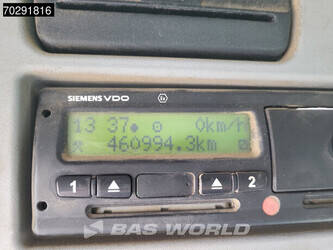 70291816
SIEMENS VDO
13 37 0km/h
460994.3km
1 2
BAS WORLD